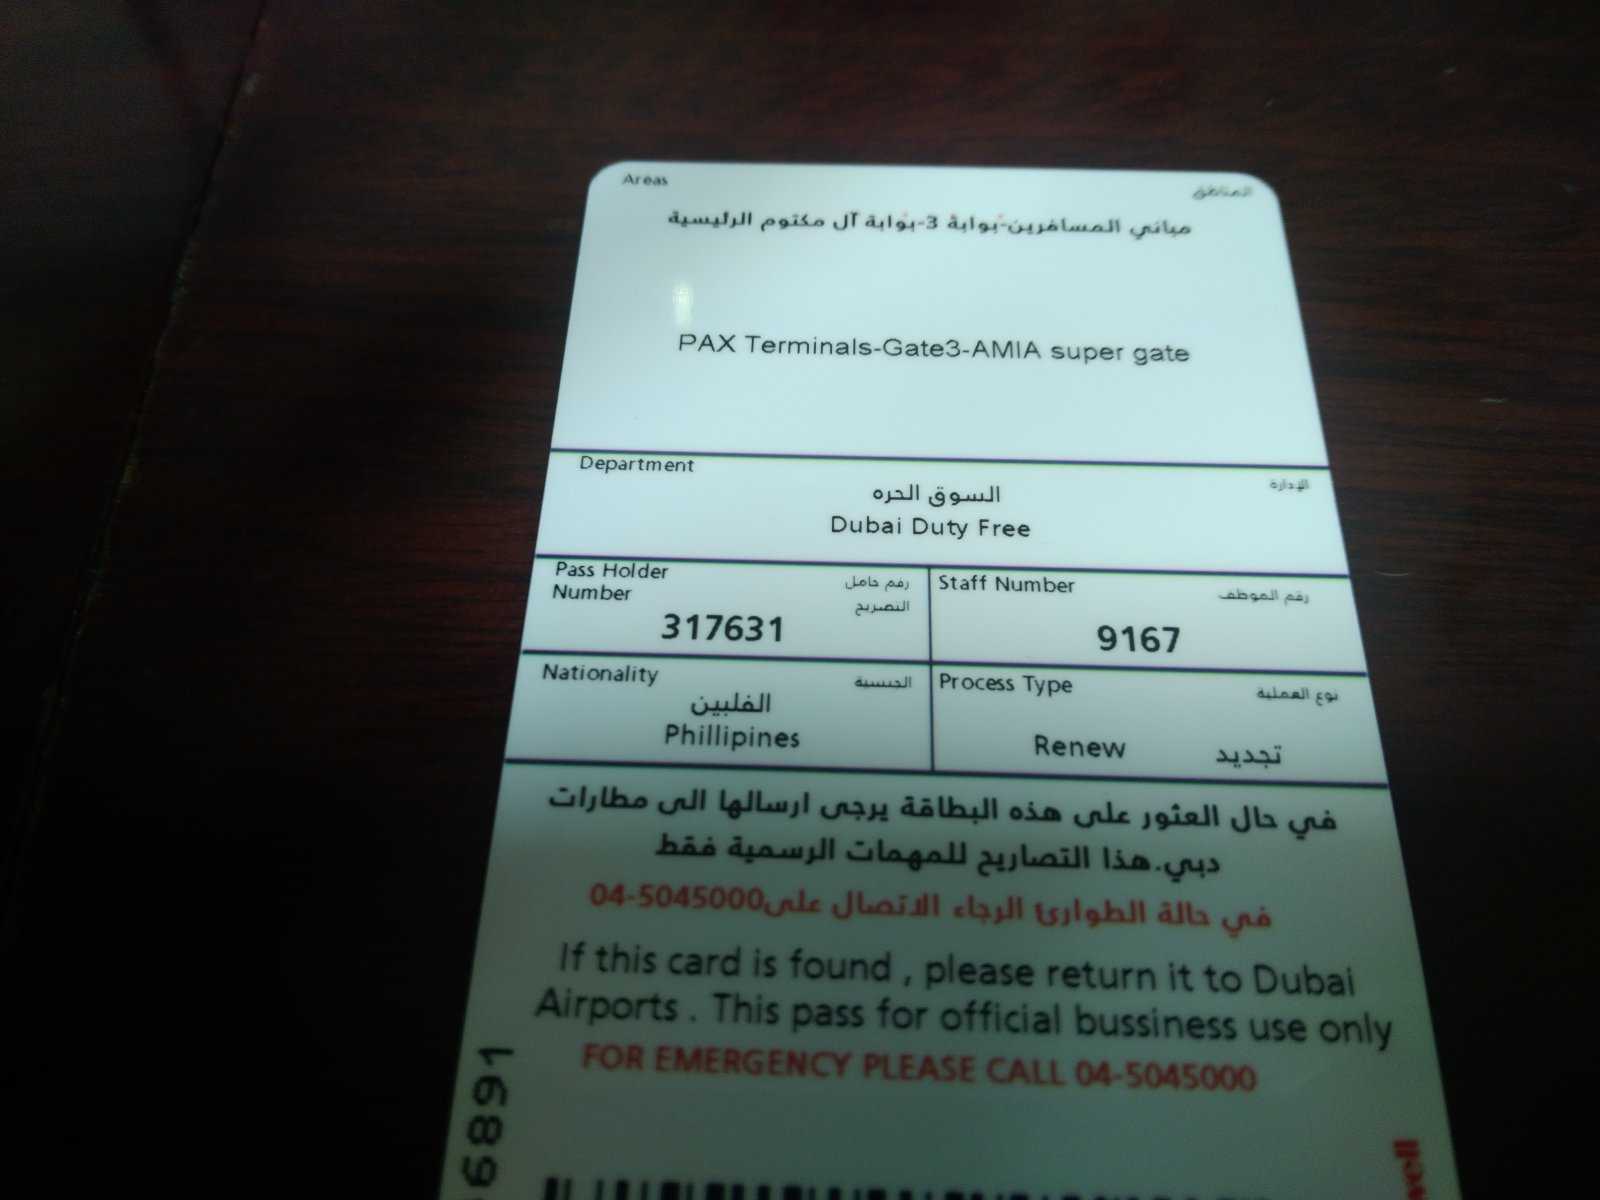 Areas المناطق
مباني المسافرين-بوابة 3-بوابة آل مكتوم الرئيسية
PAX Terminals-Gate3-AMIA super gate
Department الإدارة
السوق الحره
Dubai Duty Free
Pass Holder رقم حامل
Number التصريح
317631
Staff Number رقم الموظف
9167
Nationality الجنسية
الفلبين
Phillipines
Process Type نوع العملية
Renew تجديد
في حال العثور على هذه البطاقة يرجى ارسالها الى مطارات
دبي.هذا التصاريح للمهمات الرسمية فقط
في حالة الطوارئ الرجاء الاتصال على04-5045000
If this card is found , please return it to Dubai
Airports . This pass for official bussiness use only
FOR EMERGENCY PLEASE CALL 04-5045000
6891